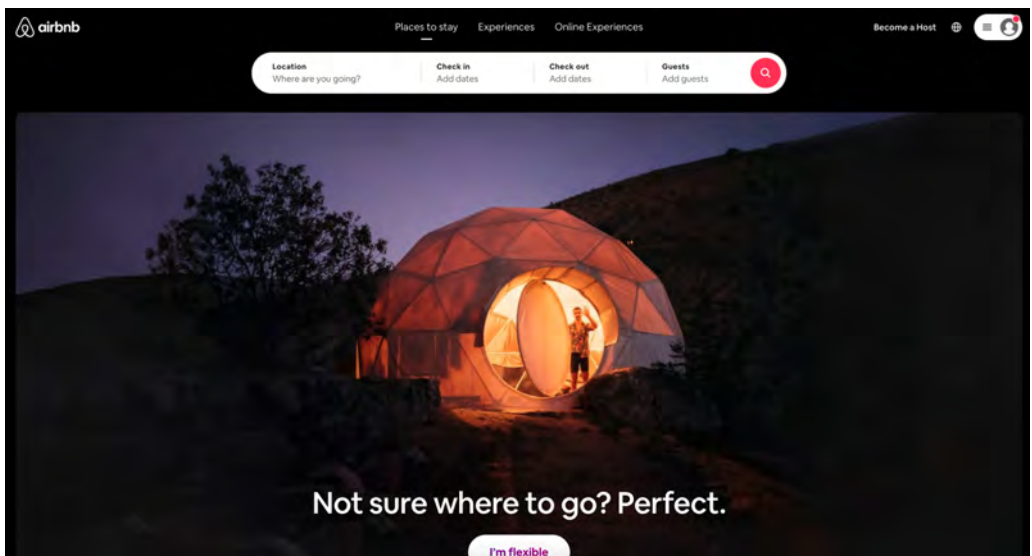 airbnb
Places to stay Experiences Online Experiences
Become a Host
Location Check in Check out Guests
Where are you going? Add dates Add dates Add guests
Not sure where to go? Perfect.
I'm flexible